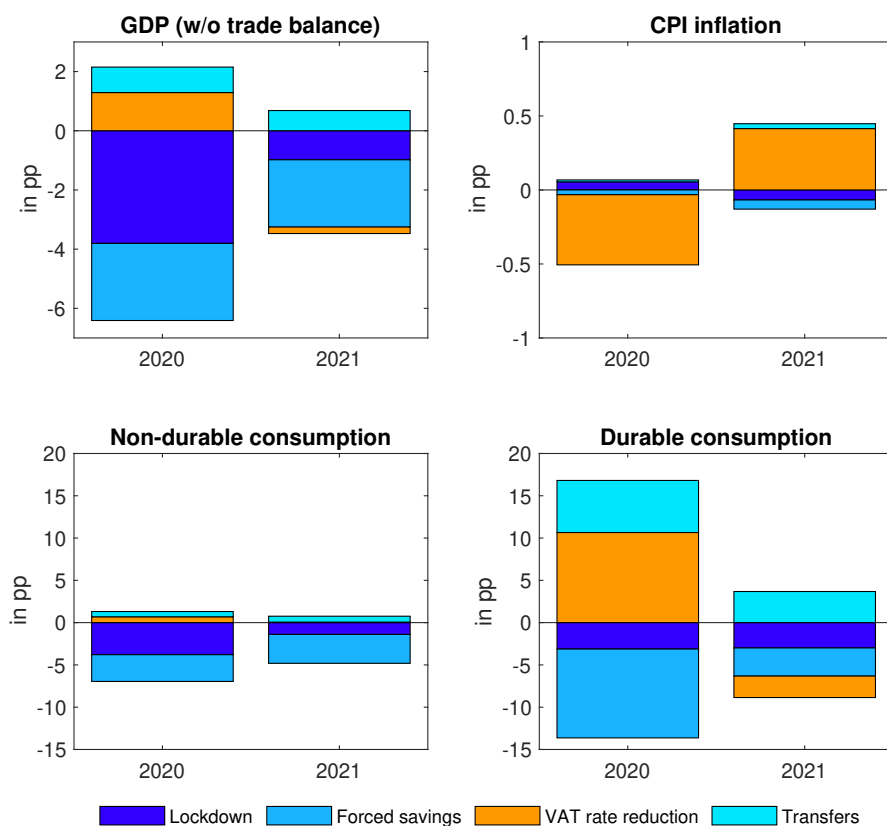 GDP (w/o trade balance)
2
0
-2
-4
-6
in pp
2020
2021
CPI inflation
1
0.5
0
-0.5
-1
in pp
2020
2021
Non-durable consumption
20
15
10
5
0
-5
-10
-15
in pp
2020
2021
Durable consumption
20
15
10
5
0
-5
-10
-15
in pp
2020
2021
Lockdown
Forced savings
VAT rate reduction
Transfers